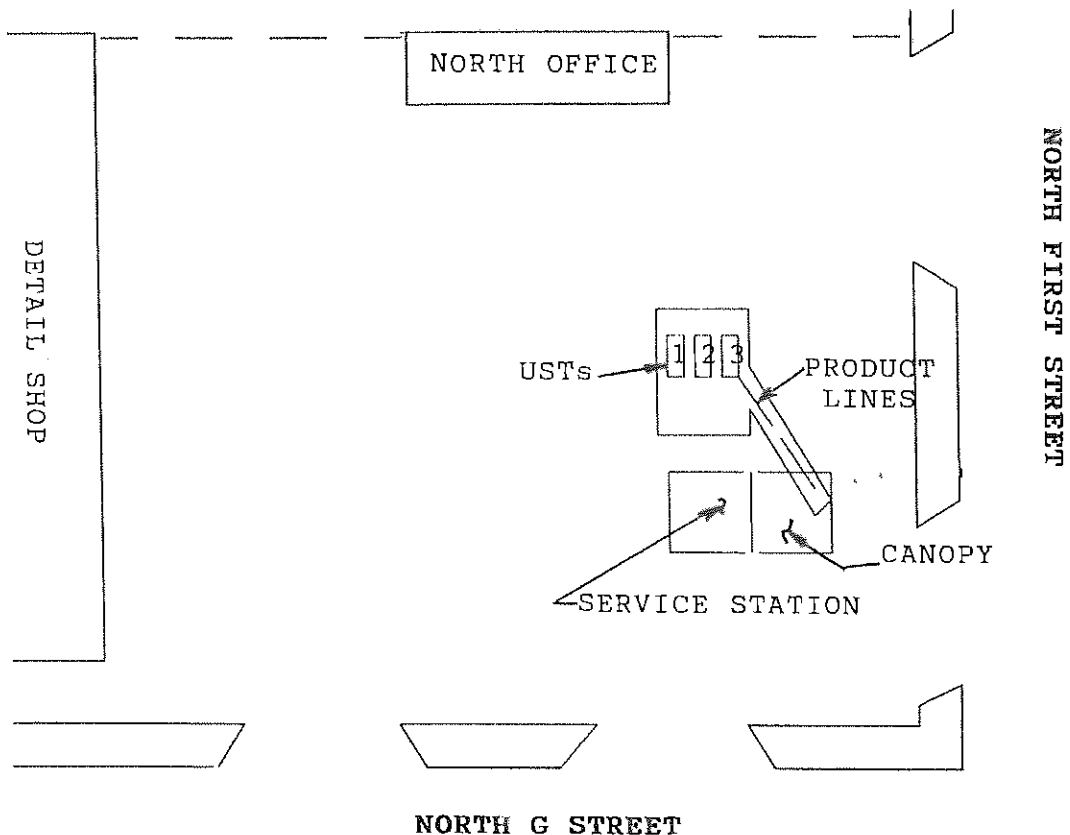 NORTH OFFICE
NORTH FIRST STREET
DETAIL SHOP
USTs
1 2 3
PRODUCT
LINES
CANOPY
SERVICE STATION
NORTH G STREET